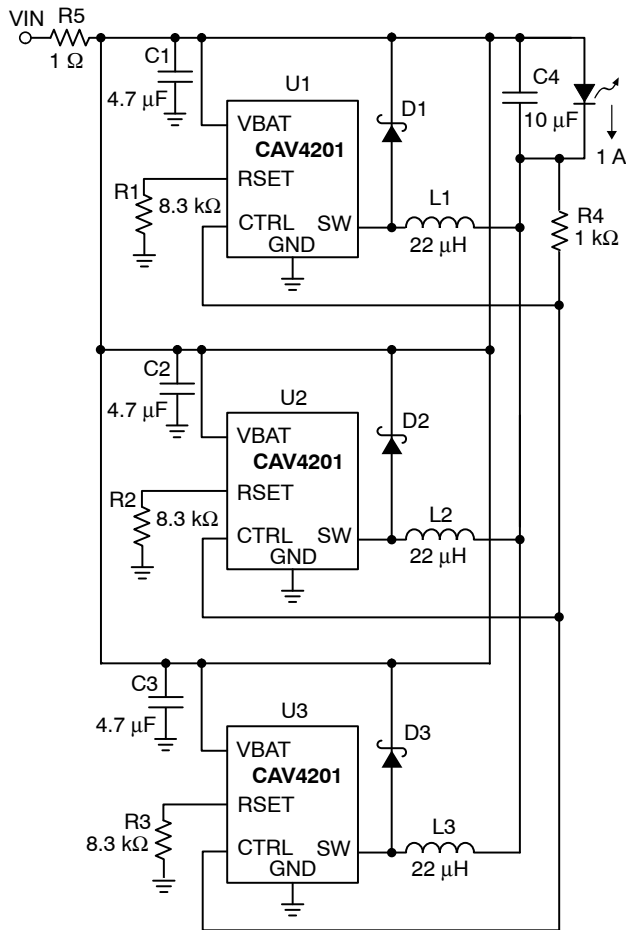 VIN
R5
1 Ω
C1
4.7 µF
U1
VBAT
CAV4201
RSET
CTRL
SW
GND
R1
8.3 kΩ
D1
L1
22 µH
C4
10 µF
1 A
R4
1 kΩ
C2
4.7 µF
U2
VBAT
CAV4201
RSET
CTRL
SW
GND
R2
8.3 kΩ
D2
L2
22 µH
C3
4.7 µF
U3
VBAT
CAV4201
RSET
CTRL
SW
GND
R3
8.3 kΩ
D3
L3
22 µH